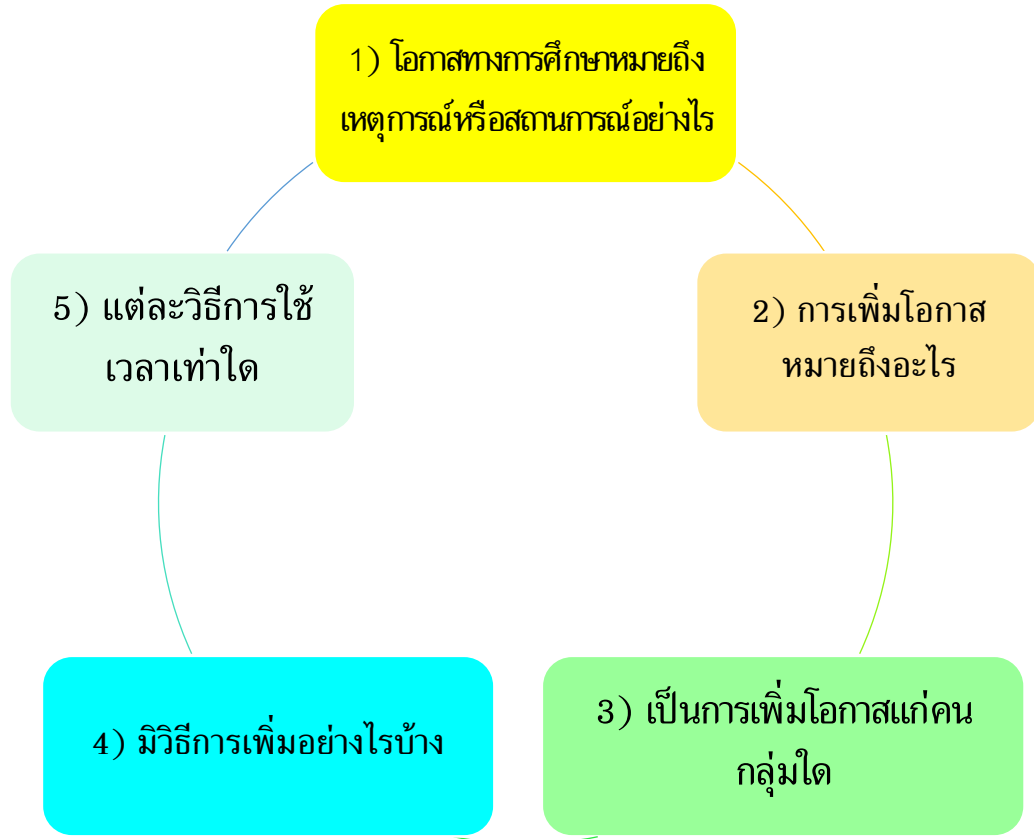 1) โอกาสทางการศึกษาหมายถึง
เหตุการณ์หรือสถานการณ์อย่างไร
2) การเพิ่มโอกาส
หมายถึงอะไร
3) เป็นการเพิ่มโอกาสแก่คน
กลุ่มใด
4) มิวิธีการเพิ่มอย่างไรบ้าง
5) แต่ละวิธีการใช้
เวลาเท่าใด